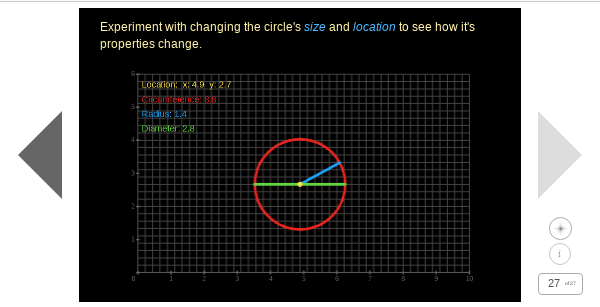 Experiment with changing the circle's size and location to see how it's
properties change.
6
Location: x: 4.9 y: 2.7
Circumference: 8.8
5
Radius: 1.4
Diameter: 2.8
4
3
2
1
0 1 2 3 4 5 6 7 8 9 10
i
27 of 27